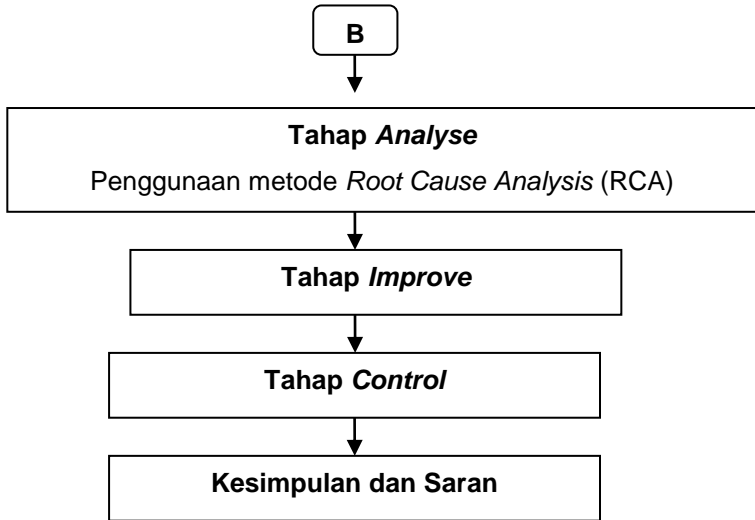 B
Tahap Analyse
Penggunaan metode Root Cause Analysis (RCA)
Tahap Improve
Tahap Control
Kesimpulan dan Saran